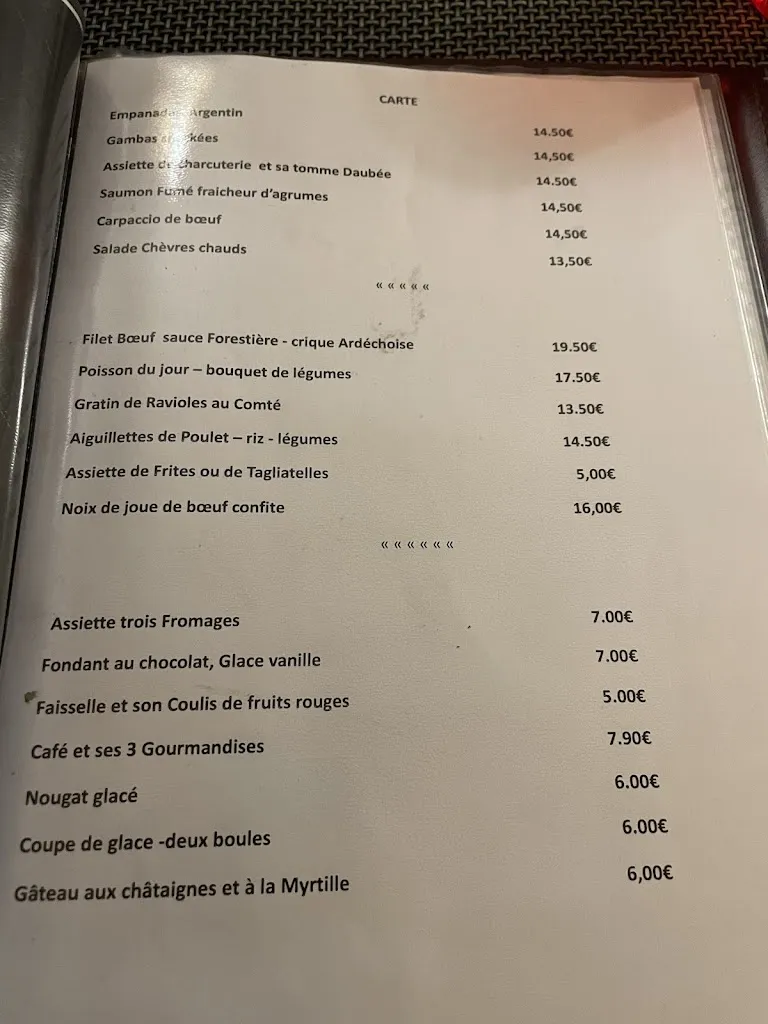 CARTE
Argentin 14.50€
Gambas 14,50€
Assiette de charcuterie et sa tomme Daubée 14.50€
Saumon Fumé fraicheur d'agrumes 14,50€
Carpaccio de bœuf 14,50€
Salade Chèvres chauds 13,50€
« « « « «
Filet Bœuf sauce Forestière - crique Ardéchoise 19.50€
Poisson du jour – bouquet de légumes 17.50€
Gratin de Ravioles au Comté 13.50€
Aiguillettes de Poulet – riz - légumes 14.50€
Assiette de Frites ou de Tagliatelles 5,00€
Noix de joue de bœuf confite 16,00€
« « « « « «
Assiette trois Fromages 7.00€
Fondant au chocolat, Glace vanille 7.00€
Faisselle et son Coulis de fruits rouges 5.00€
Café et ses 3 Gourmandises 7.90€
Nougat glacé 6.00€
Coupe de glace -deux boules 6.00€
Gâteau aux châtaignes et à la Myrtille 6,00€